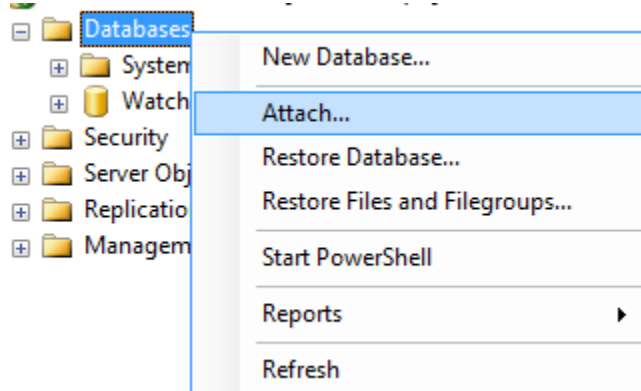 Databases
System
Watch
Security
Server Obj
Replicatio
Managem
New Database...
Attach...
Restore Database...
Restore Files and Filegroups...
Start PowerShell
Reports
Refresh